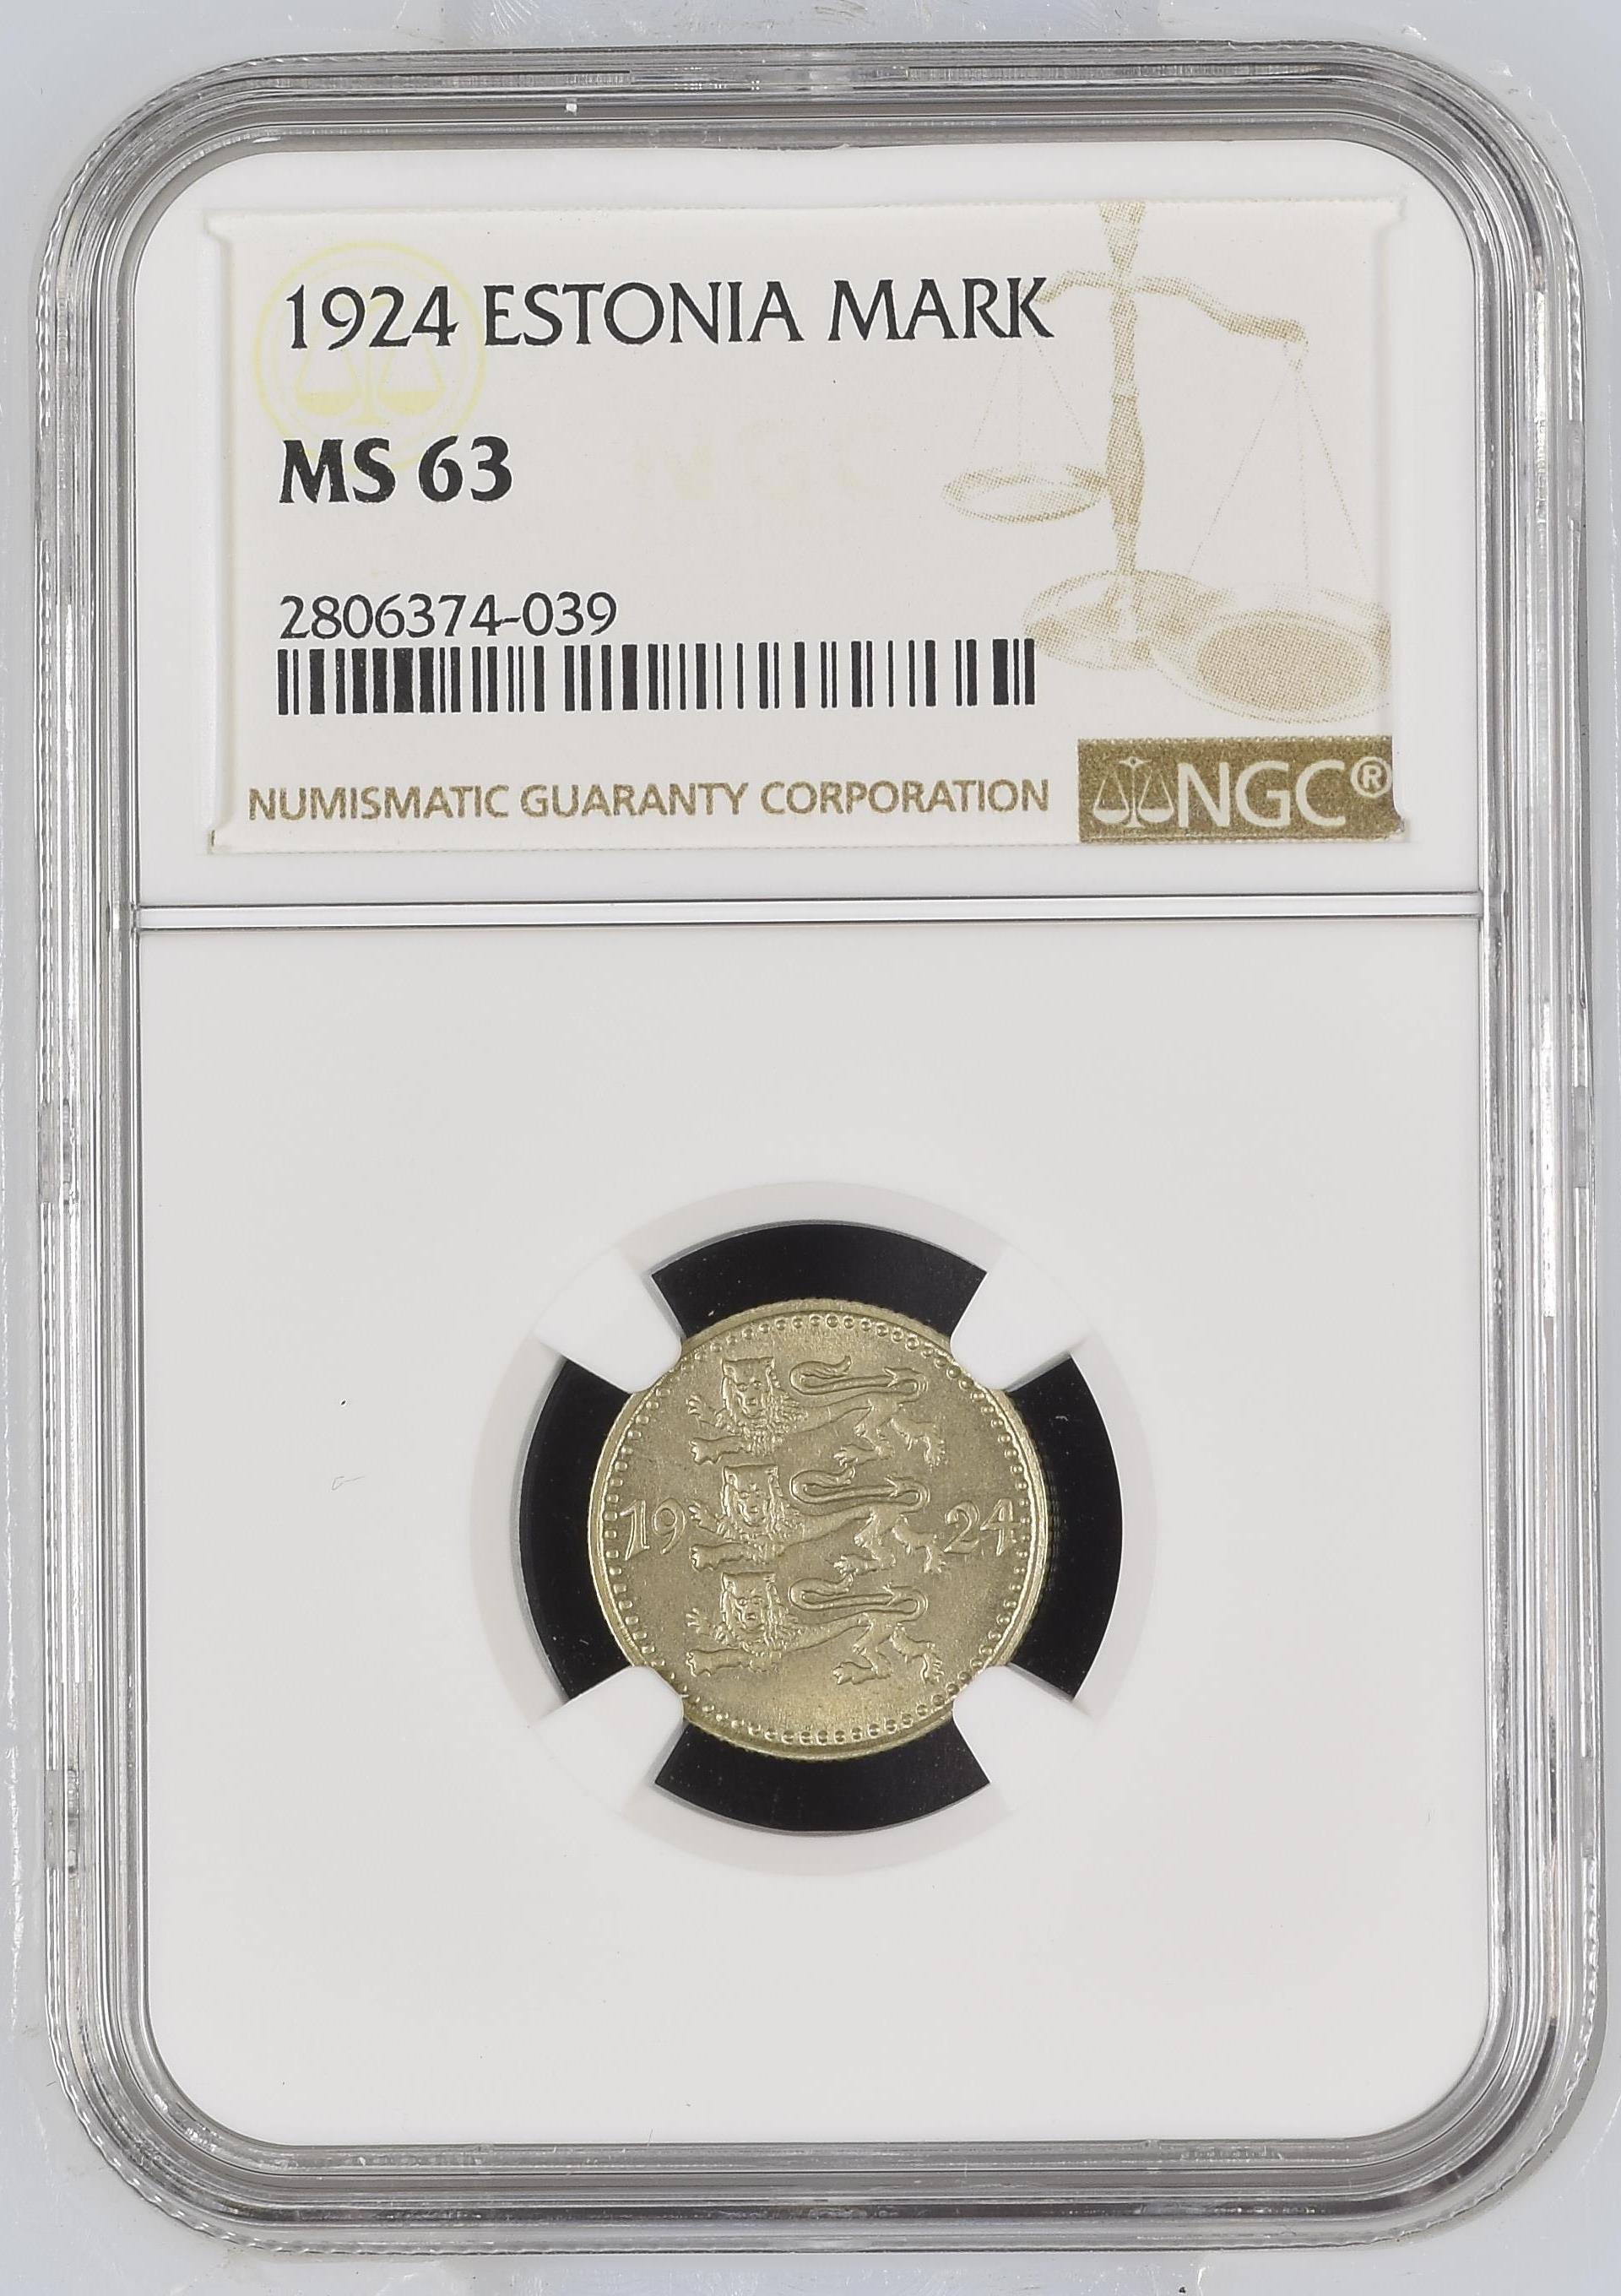 1924 ESTONIA MARK
MS 63
2806374-039
NUMISMATIC GUARANTY CORPORATION NGC®
19 24